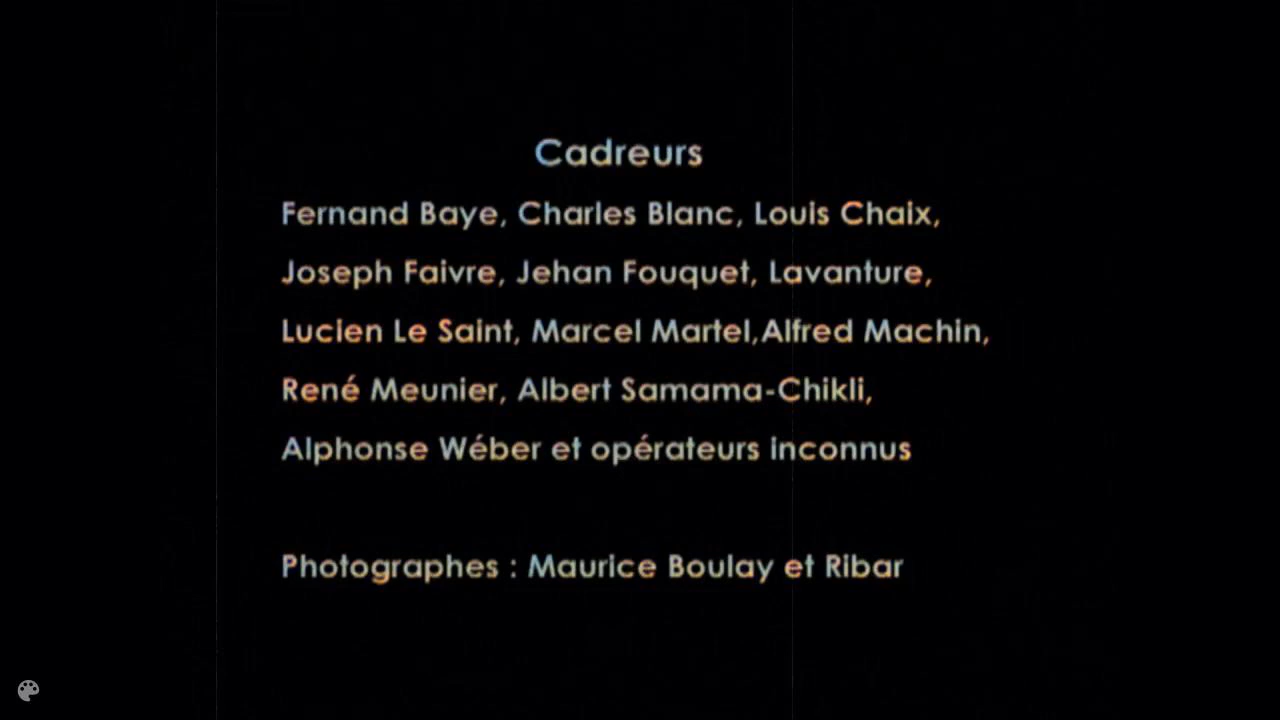 Cadreurs
Fernand Baye, Charles Blanc, Louis Chaix,
Joseph Faivre, Jehan Fouquet, Lavanture,
Lucien Le Saint, Marcel Martel,Alfred Machin,
René Meunier, Albert Samama-Chikli,
Alphonse Wéber et opérateurs inconnus
Photographes : Maurice Boulay et Ribar